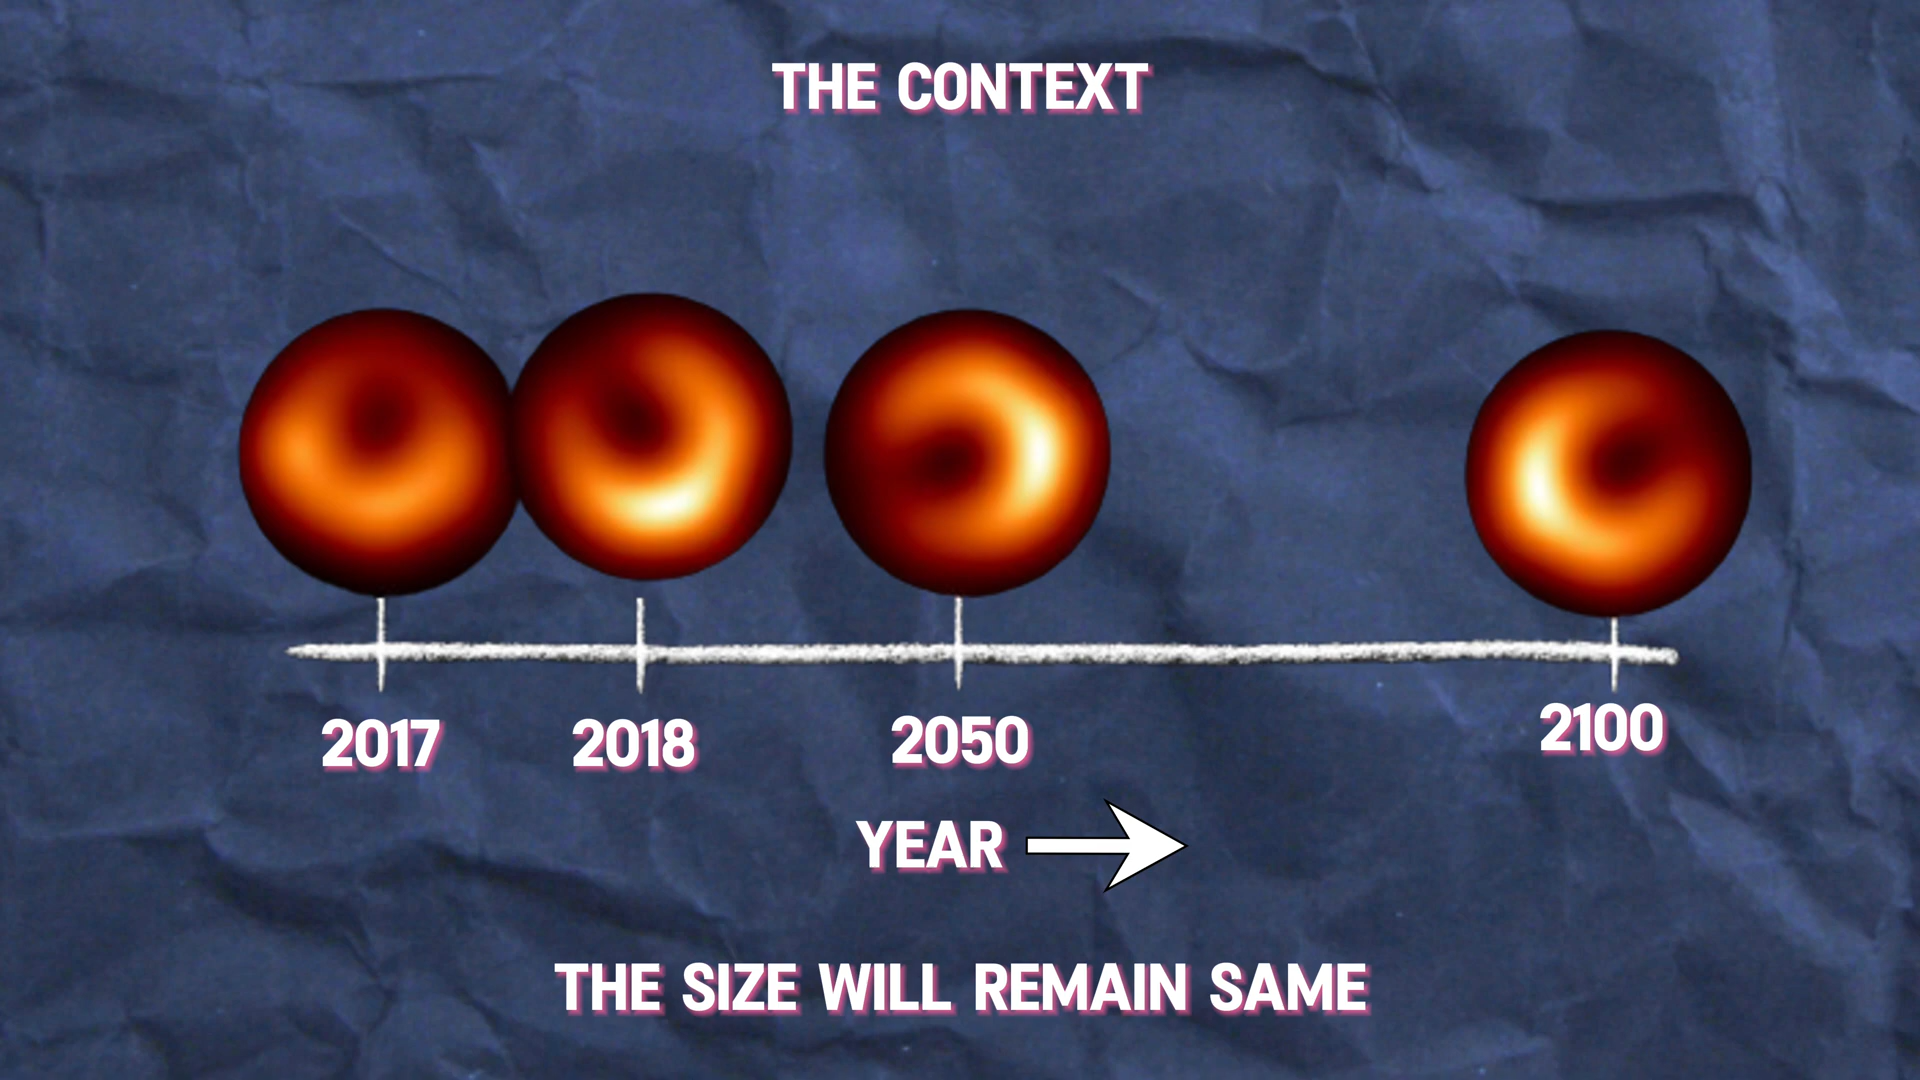 THE CONTEXT
2017 2018 2050 2100
YEAR
THE SIZE WILL REMAIN SAME